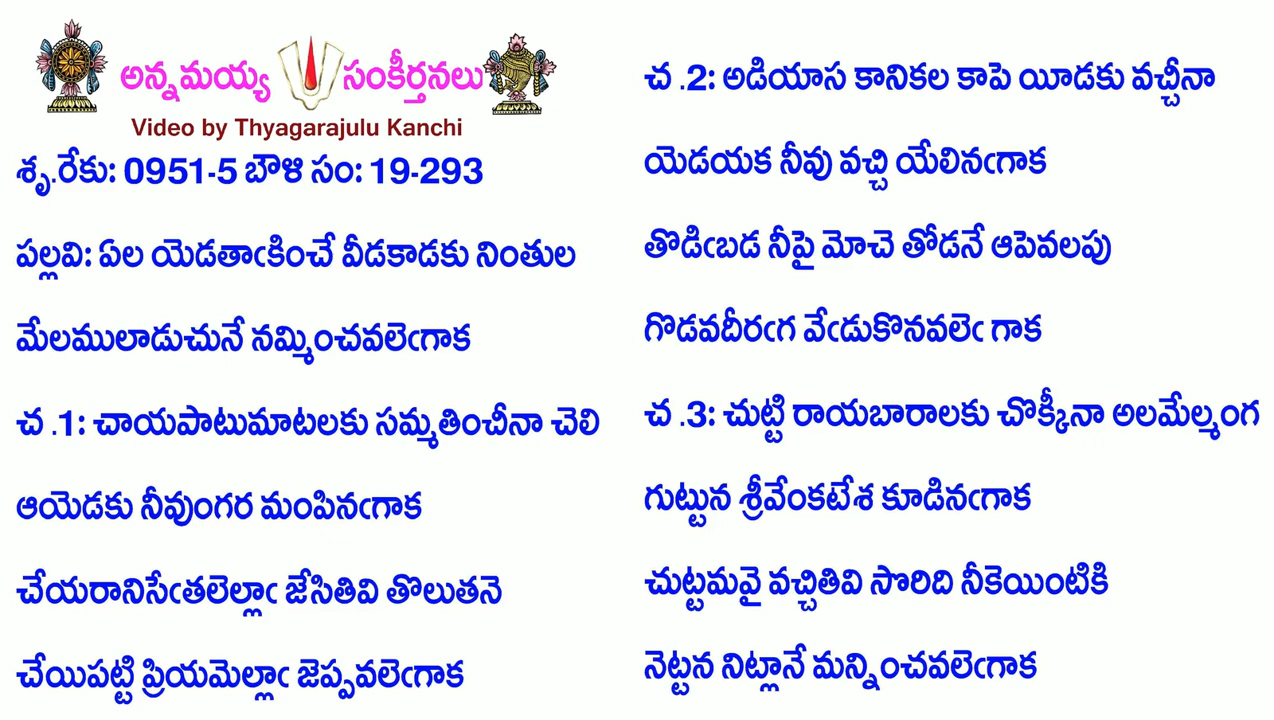 అన్నమయ్య సంకీర్తనలు
Video by Thyagarajulu Kanchi
శృ.రేకు: 0951-5 బౌళి సం: 19-293
పల్లవి: ఏల యెడతాఁకించే వీడకాడకు నింతుల
మేలములాడుచునే నమ్మించవలెఁగాక
చ .1: చాయపాటుమాటలకు సమ్మతించీనా చెలి
ఆయెడకు నీవుంగర మంపినఁగాక
చేయరానిసేఁతలెల్లాఁ జేసితివి తొలుతనె
చేయిపట్టి ప్రియమెల్లాఁ జెప్పవలెఁగాక
చ .2: అడియాస కానికల కాపె యీడకు వచ్చీనా
యెడయక నీవు వచ్చి యేలినఁగాక
తొడిఁబడ నీపై మోచె తోడనే ఆపెవలపు
గొడవదీరఁగ వేఁడుకొనవలెఁ గాక
చ .3: చుట్టి రాయబారాలకు చొక్కీనా అలమేల్మంగ
గుట్టున శ్రీవేంకటేశ కూడినఁగాక
చుట్టమవై వచ్చితివి సొరిది నీకెయింటికి
నెట్టన నిట్లానే మన్నించవలెఁగాక